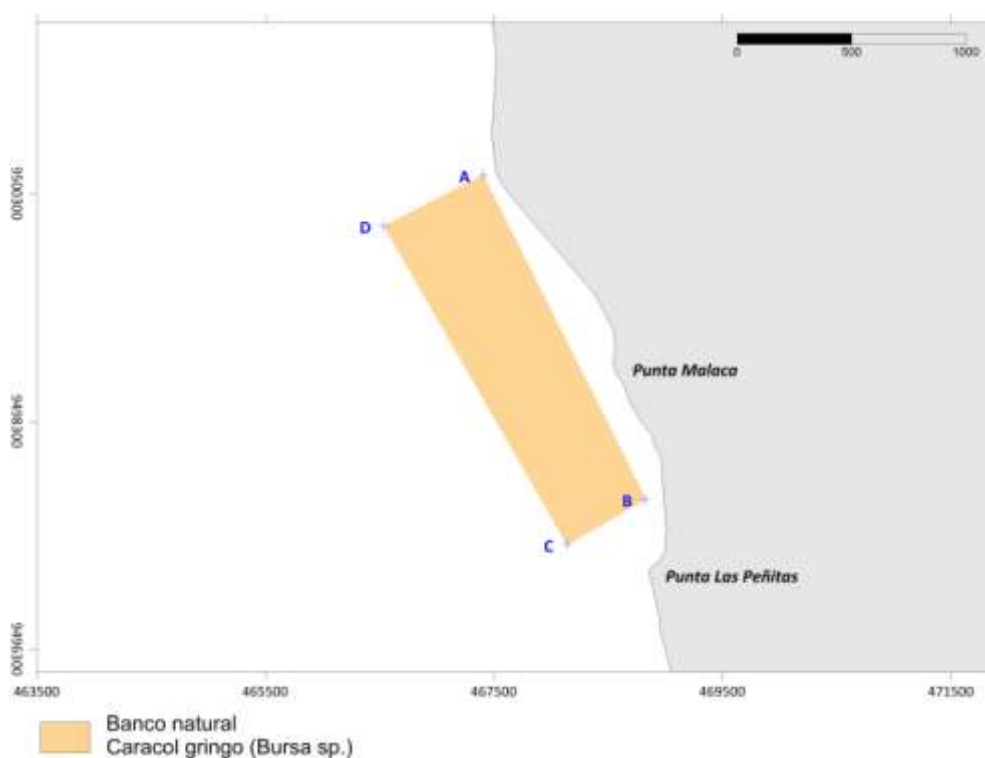 0 500 1000
A
9500300
D
Punta Malaca
9498300
B
C
Punta Las Peñitas
9496300
463500 465500 467500 469500 471500
Banco natural
Caracol gringo (Bursa sp.)